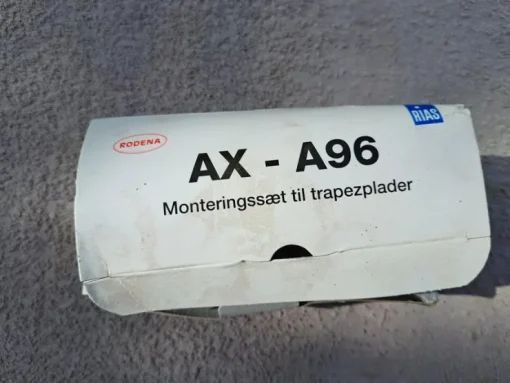 RODENA
RIAS
AX - A96
Monteringssæt til trapezplader